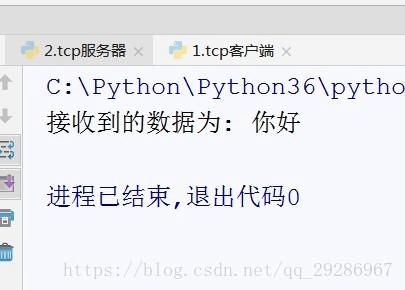 2.tcp服务器 1.tcp客户端
C:\Python\Python36\pytho
接收到的数据为: 你好
进程已结束,退出代码0
https://blog.csdn.net/qq_29286967